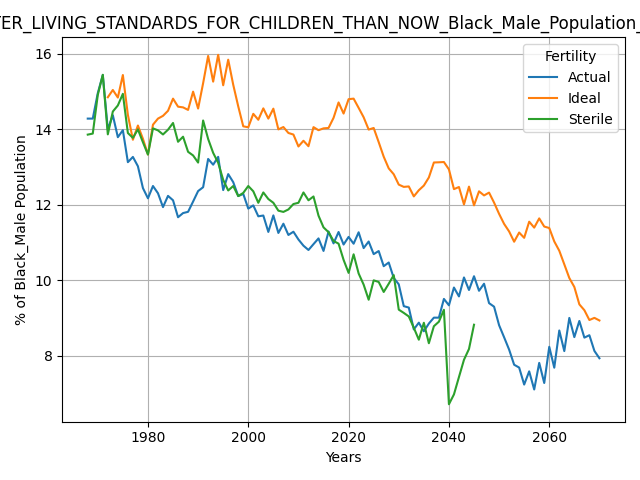 TER_LIVING_STANDARDS_FOR_CHILDREN_THAN_NOW_Black_Male_Population_
16
14
12
10
8
% of Black_Male Population
1980
2000
2020
2040
2060
Years
Fertility
Actual
Ideal
Sterile